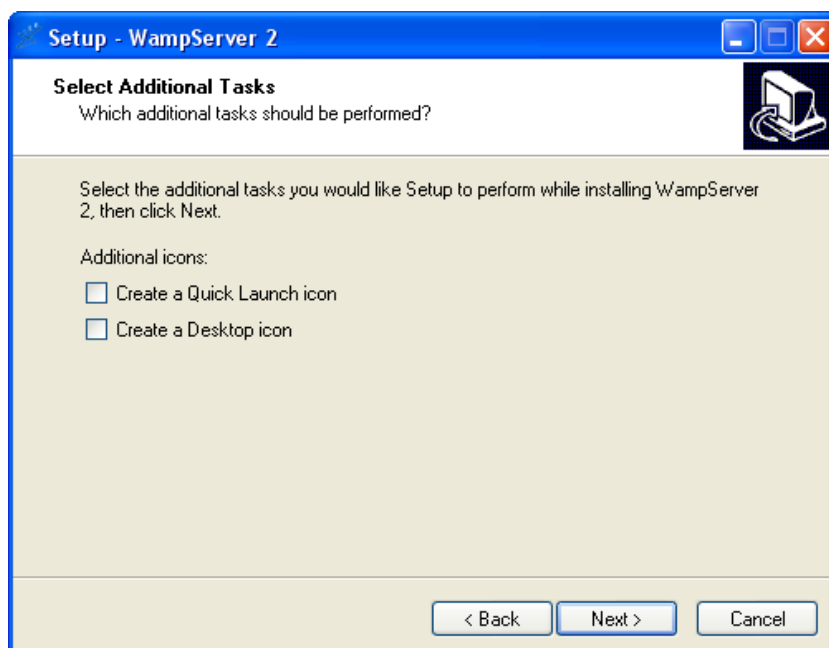 Setup - WampServer 2
Select Additional Tasks
Which additional tasks should be performed?
Select the additional tasks you would like Setup to perform while installing WampServer
2, then click Next.
Additional icons:
Create a Quick Launch icon
Create a Desktop icon
< Back
Next >
Cancel